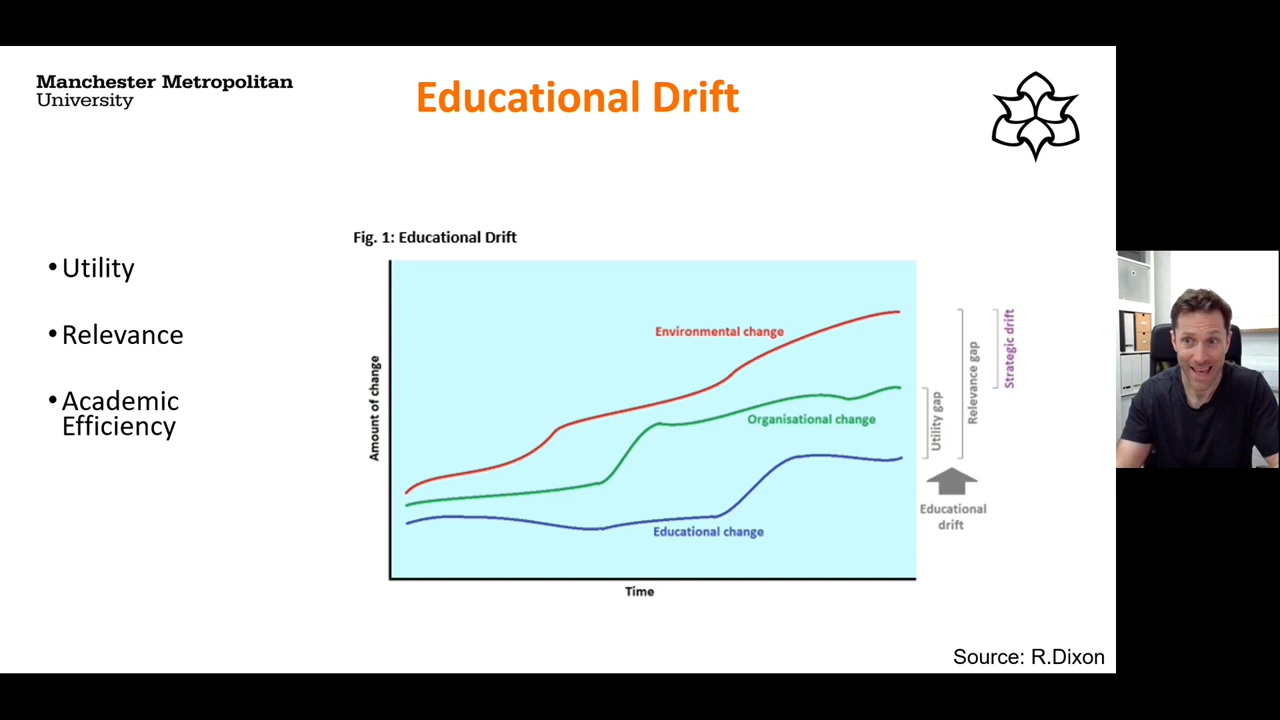 Manchester Metropolitan
University
Educational Drift
• Utility
• Relevance
• Academic
Efficiency
Fig. 1: Educational Drift
Amount of change
Environmental change
Organisational change
Educational change
Time
Utility gap
Relevance gap
Strategic drift
Educational
drift
Source: R.Dixon